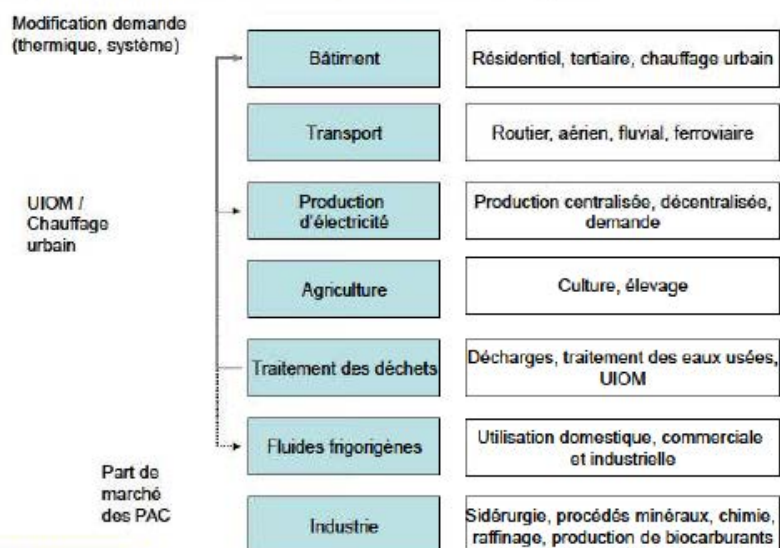 Modification demande
(thermique, système)
Bâtiment
Résidentiel, tertiaire, chauffage urbain
Transport
Routier, aérien, fluvial, ferroviaire
UIOM /
Chauffage
urbain
Production
d'électricité
Production centralisée, décentralisée,
demande
Agriculture
Culture, élevage
Traitement des déchets
Décharges, traitement des eaux usées,
UIOM
Fluides frigorigènes
Utilisation domestique, commerciale
et industrielle
Part de
marché
des PAC
Industrie
Sidérurgie, procédés minéraux, chimie,
raffinage, production de biocarburants